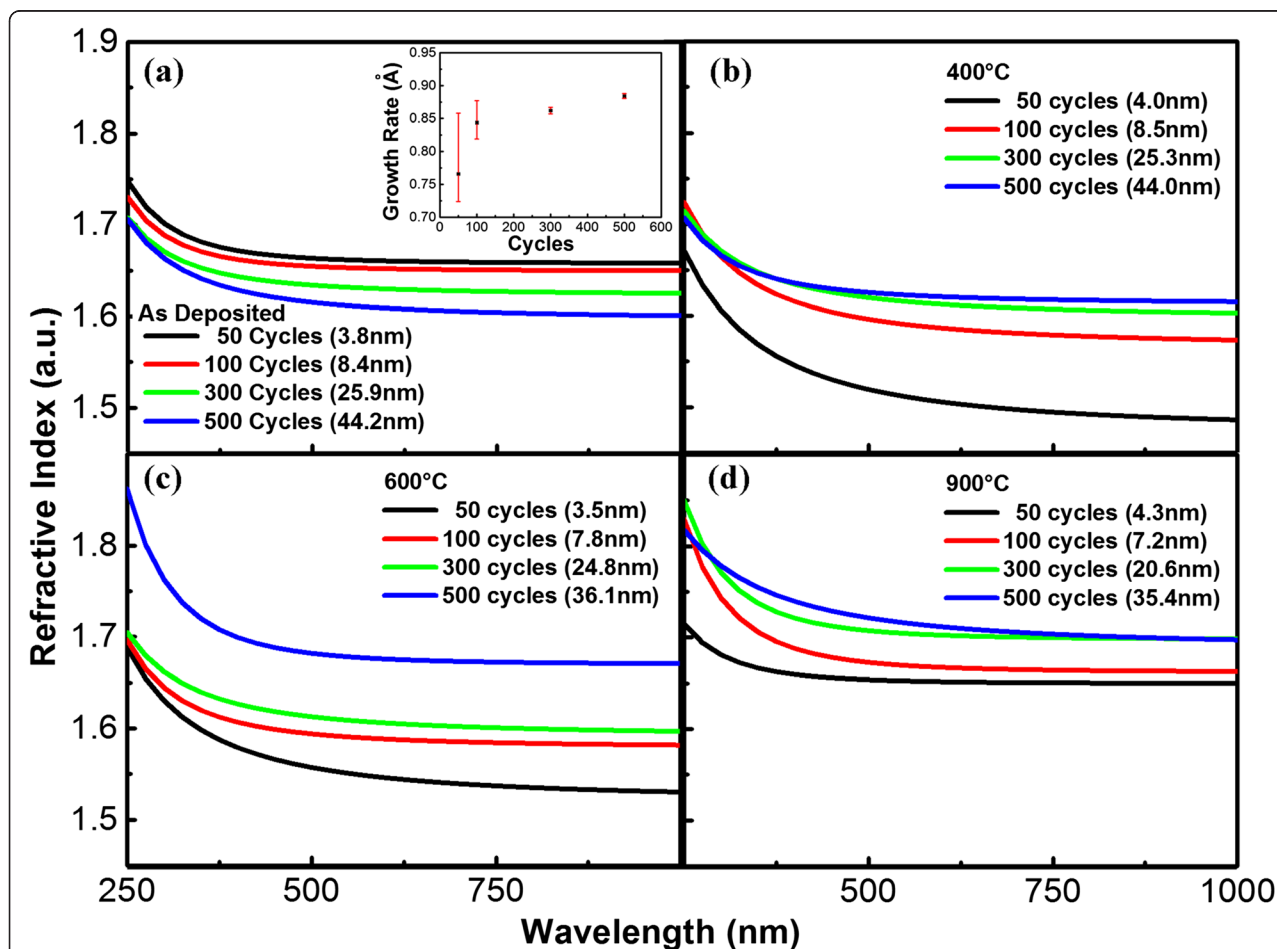 1.9
1.8
1.7
1.6
1.5
Refractive Index (a.u.)
(a)
0.95
0.90
0.85
0.80
0.75
0.70
Growth Rate (Å)
0 100 200 300 400 500 600
Cycles
As Deposited
50 Cycles (3.8nm)
100 Cycles (8.4nm)
300 Cycles (25.9nm)
500 Cycles (44.2nm)
(b)
400°C
50 cycles (4.0nm)
100 cycles (8.5nm)
300 cycles (25.3nm)
500 cycles (44.0nm)
(c)
600°C
50 cycles (3.5nm)
100 cycles (7.8nm)
300 cycles (24.8nm)
500 cycles (36.1nm)
1.8
1.7
1.6
1.5
(d)
900°C
50 cycles (4.3nm)
100 cycles (7.2nm)
300 cycles (20.6nm)
500 cycles (35.4nm)
250 500 750 500 750 1000
Wavelength (nm)